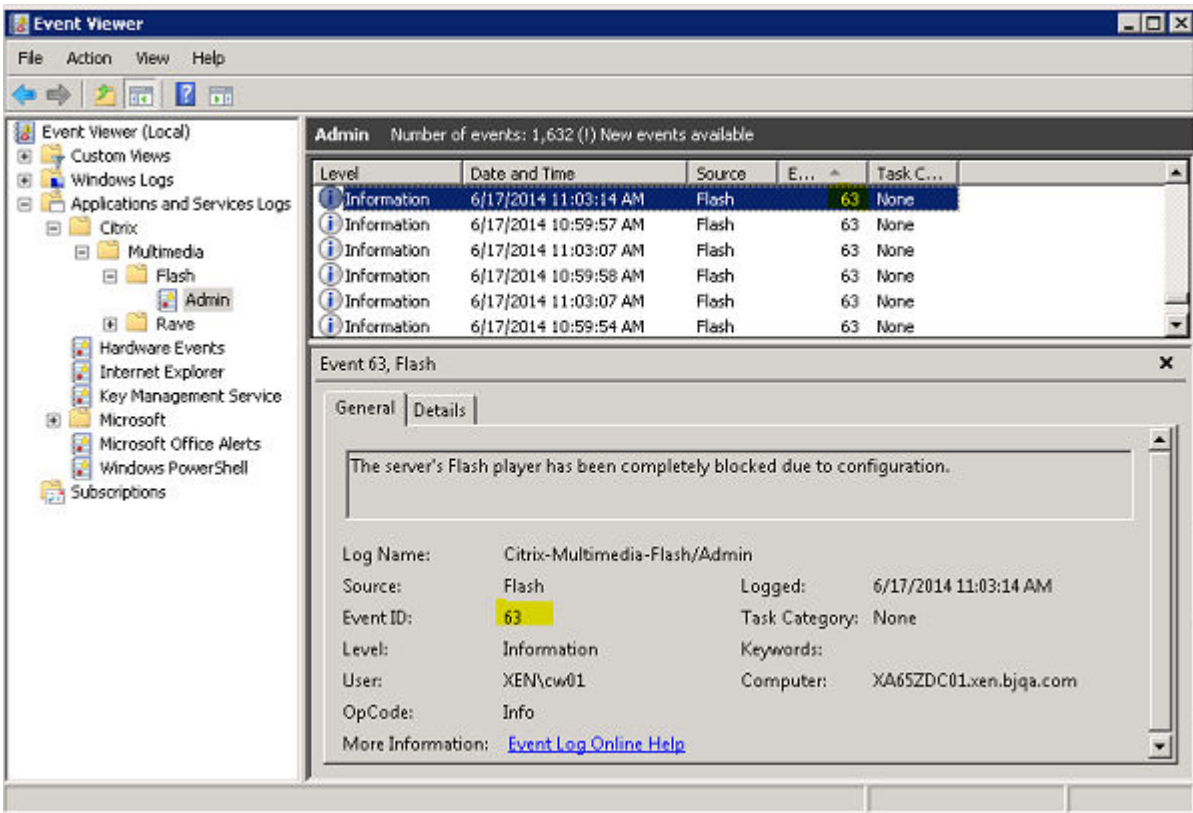 Event Viewer
File Action View Help
Event Viewer (Local)
Custom Views
Windows Logs
Applications and Services Logs
Citrix
Multimedia
Flash
Admin
Rave
Hardware Events
Internet Explorer
Key Management Service
Microsoft
Microsoft Office Alerts
Windows PowerShell
Subscriptions
Admin Number of events: 1,632 (!) New events available
Level Date and Time Source E... Task C...
Information 6/17/2014 11:03:14 AM Flash 63 None
Information 6/17/2014 10:59:57 AM Flash 63 None
Information 6/17/2014 11:03:07 AM Flash 63 None
Information 6/17/2014 10:59:58 AM Flash 63 None
Information 6/17/2014 11:03:07 AM Flash 63 None
Information 6/17/2014 10:59:54 AM Flash 63 None
Event 63, Flash
General Details
The server's Flash player has been completely blocked due to configuration.
Log Name: Citrix-Multimedia-Flash/Admin
Source: Flash Logged: 6/17/2014 11:03:14 AM
Event ID: 63 Task Category: None
Level: Information Keywords:
User: XEN\cw01 Computer: XA65ZDC01.xen.bjqa.com
OpCode: Info
More Information: Event Log Online Help